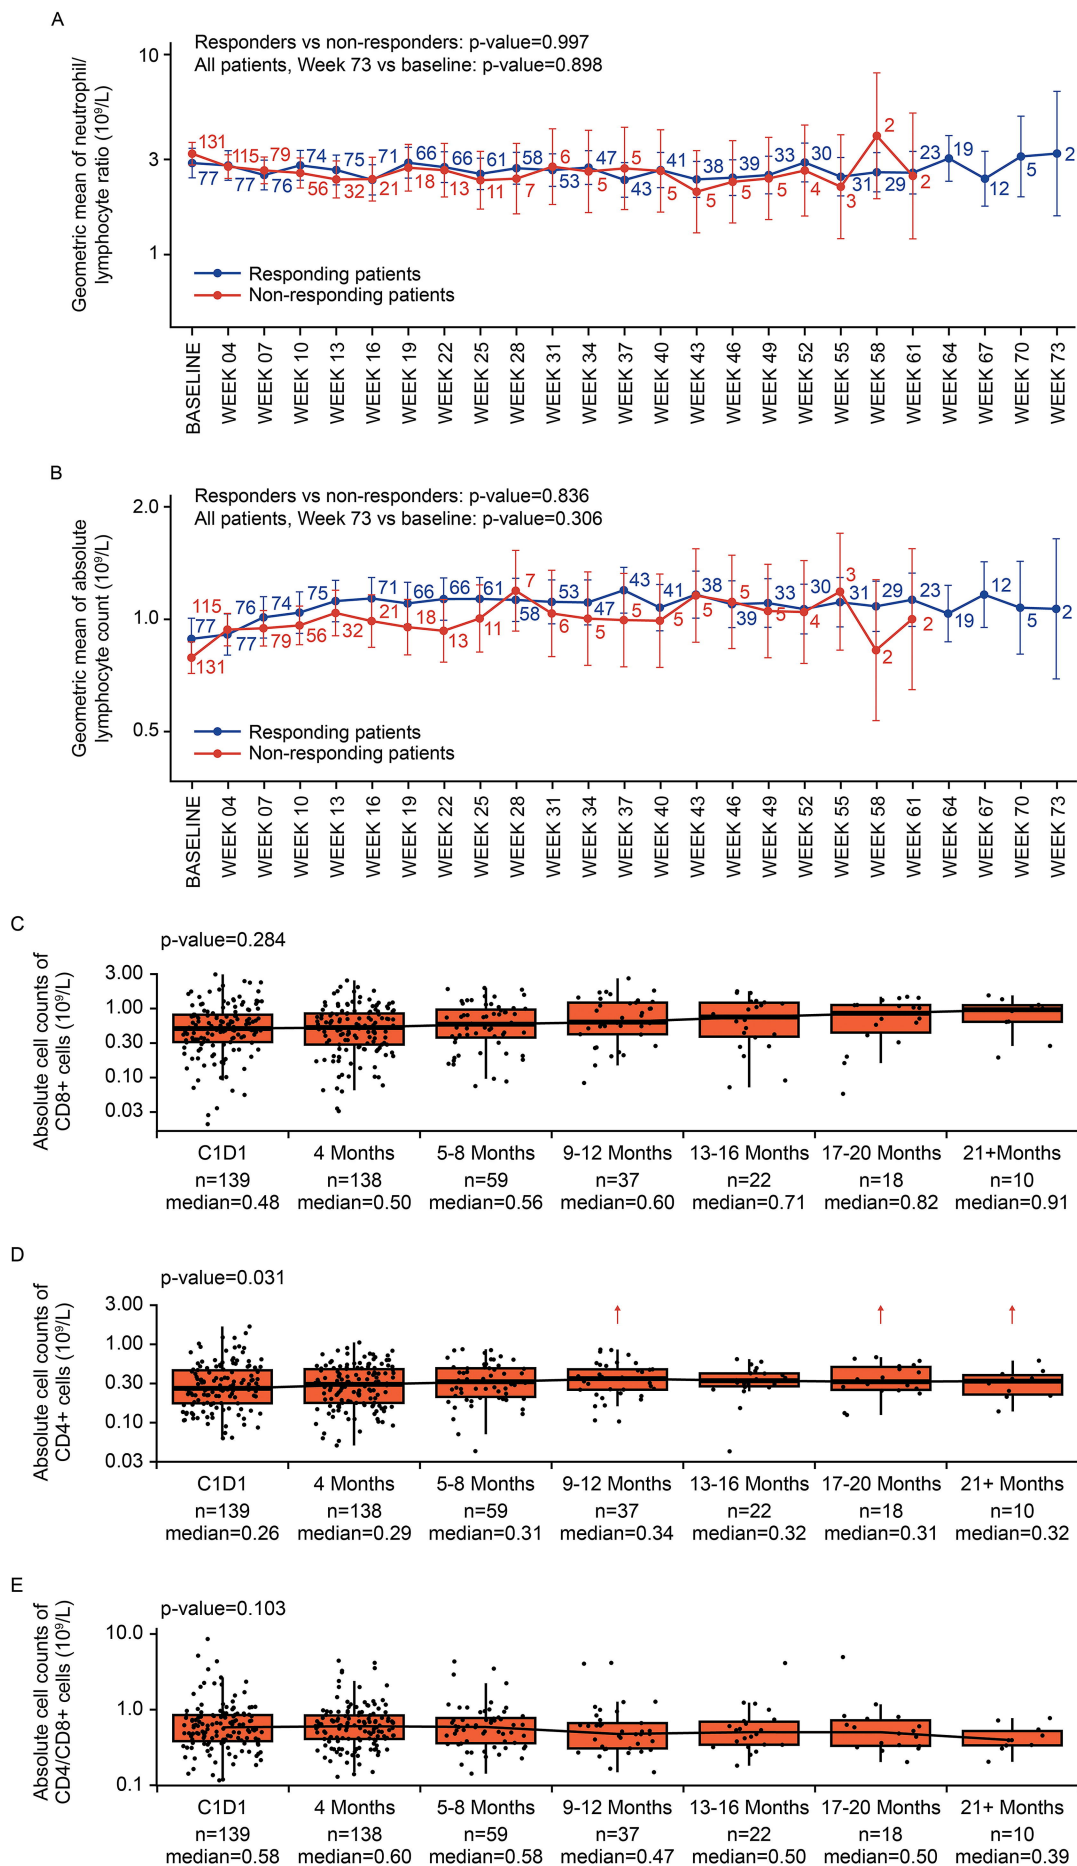 A
Responders vs non-responders: p-value=0.997
All patients, Week 73 vs baseline: p-value=0.898
Geometric mean of neutrophil/
lymphocyte ratio (10⁹/L)
10
3
1
131 115 79 74 75 71 66 66 61 58 6 47 5 41 38 39 33 30 2 23 19 2
77 77 76 56 32 21 18 13 11 7 53 5 43 5 5 5 5 4 3 31 29 2 12 5
Responding patients
Non-responding patients
BASELINE WEEK 04 WEEK 07 WEEK 10 WEEK 13 WEEK 16 WEEK 19 WEEK 22 WEEK 25 WEEK 28 WEEK 31 WEEK 34 WEEK 37 WEEK 40 WEEK 43 WEEK 46 WEEK 49 WEEK 52 WEEK 55 WEEK 58 WEEK 61 WEEK 64 WEEK 67 WEEK 70 WEEK 73
B
Responders vs non-responders: p-value=0.836
All patients, Week 73 vs baseline: p-value=0.306
Geometric mean of absolute
lymphocyte count (10⁹/L)
2.0
1.0
0.5
115 77 76 74 75 71 66 66 61 7 53 43 41 38 5 33 30 3 31 29 23 12
131 77 79 56 32 21 18 13 11 58 6 47 5 5 5 5 39 5 4 2 2 19 5 2
Responding patients
Non-responding patients
BASELINE WEEK 04 WEEK 07 WEEK 10 WEEK 13 WEEK 16 WEEK 19 WEEK 22 WEEK 25 WEEK 28 WEEK 31 WEEK 34 WEEK 37 WEEK 40 WEEK 43 WEEK 46 WEEK 49 WEEK 52 WEEK 55 WEEK 58 WEEK 61 WEEK 64 WEEK 67 WEEK 70 WEEK 73
C
p-value=0.284
Absolute cell counts of
CD8+ cells (10⁹/L)
3.00
1.00
0.30
0.10
0.03
C1D1 4 Months 5-8 Months 9-12 Months 13-16 Months 17-20 Months 21+Months
n=139 n=138 n=59 n=37 n=22 n=18 n=10
median=0.48 median=0.50 median=0.56 median=0.60 median=0.71 median=0.82 median=0.91
D
p-value=0.031
Absolute cell counts of
CD4+ cells (10⁹/L)
3.00
1.00
0.30
0.10
0.03
C1D1 4 Months 5-8 Months 9-12 Months 13-16 Months 17-20 Months 21+ Months
n=139 n=138 n=59 n=37 n=22 n=18 n=10
median=0.26 median=0.29 median=0.31 median=0.34 median=0.32 median=0.31 median=0.32
E
p-value=0.103
Absolute cell counts of
CD4/CD8+ cells (10⁹/L)
10.0
1.0
0.1
C1D1 4 Months 5-8 Months 9-12 Months 13-16 Months 17-20 Months 21+ Months
n=139 n=138 n=59 n=37 n=22 n=18 n=10
median=0.58 median=0.60 median=0.58 median=0.47 median=0.50 median=0.50 median=0.39